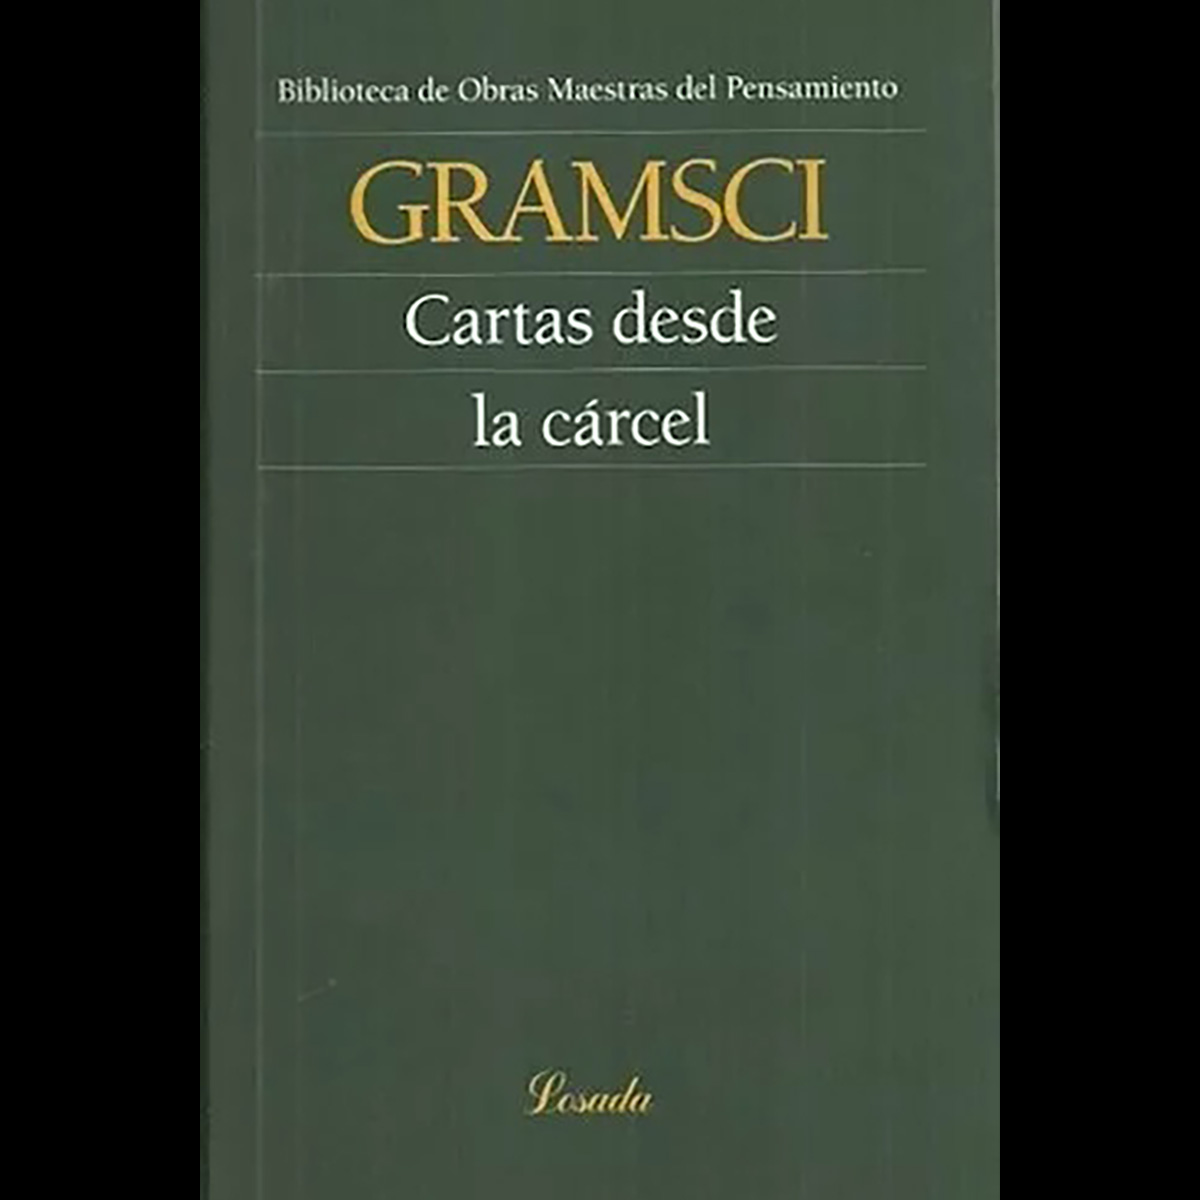 Biblioteca de Obras Maestras del Pensamiento
GRAMSCI
Cartas desde
la cárcel
Losada